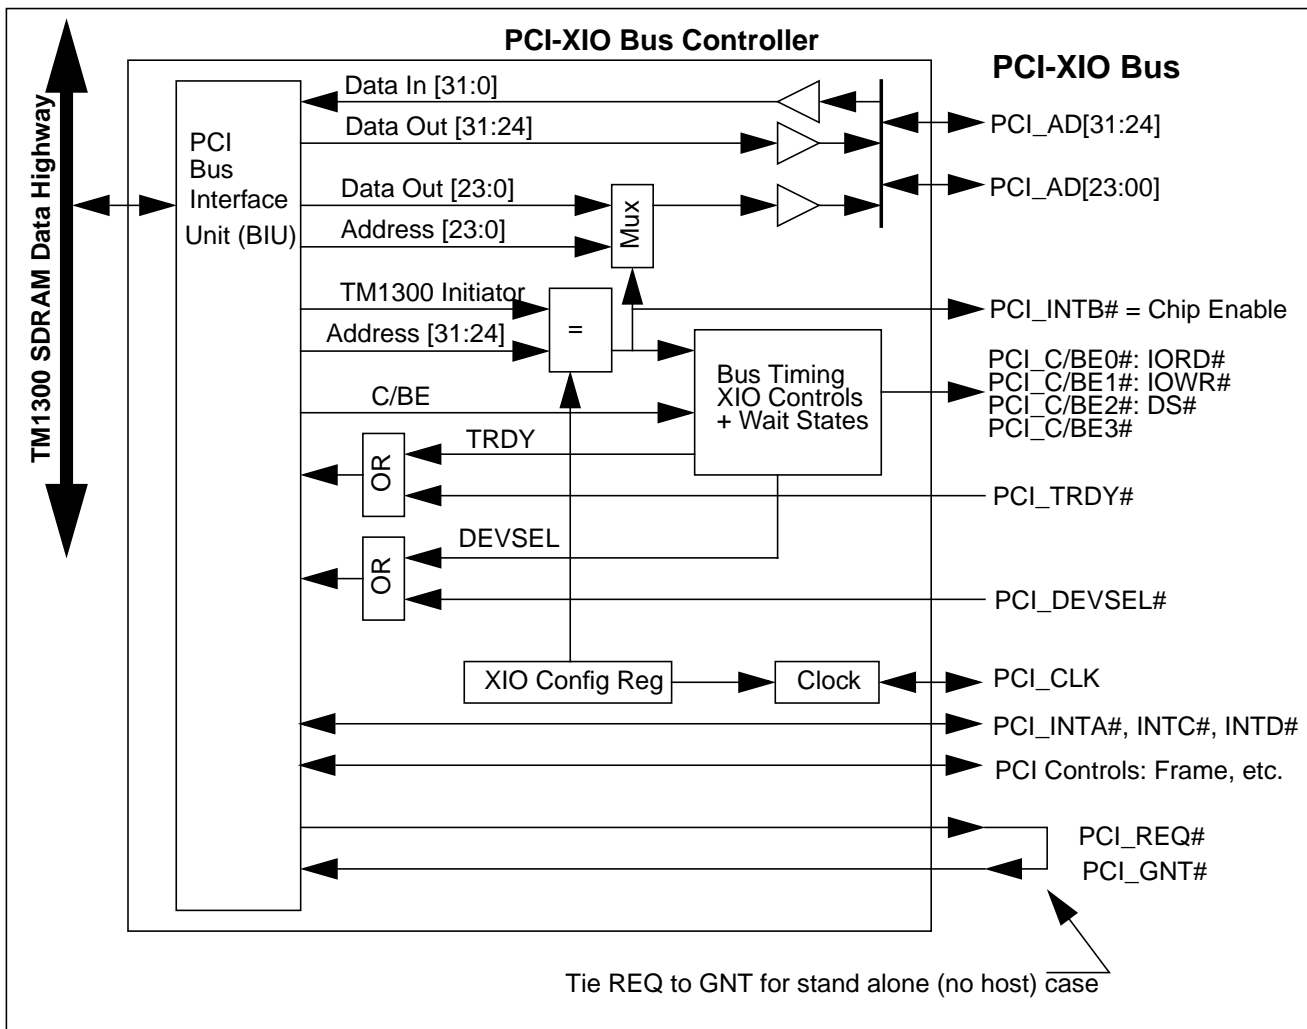 PCI-XIO Bus Controller
PCI-XIO Bus
TM1300 SDRAM Data Highway
PCI
Bus
Interface
Unit (BIU)
Data In [31:0]
Data Out [31:24]
Data Out [23:0]
Address [23:0]
Mux
TM1300 Initiator
Address [31:24]
=
C/BE
Bus Timing
XIO Controls
+ Wait States
TRDY
OR
DEVSEL
OR
XIO Config Reg
Clock
PCI_AD[31:24]
PCI_AD[23:00]
PCI_INTB# = Chip Enable
PCI_C/BE0#: IORD#
PCI_C/BE1#: IOWR#
PCI_C/BE2#: DS#
PCI_C/BE3#
PCI_TRDY#
PCI_DEVSEL#
PCI_CLK
PCI_INTA#, INTC#, INTD#
PCI Controls: Frame, etc.
PCI_REQ#
PCI_GNT#
Tie REQ to GNT for stand alone (no host) case